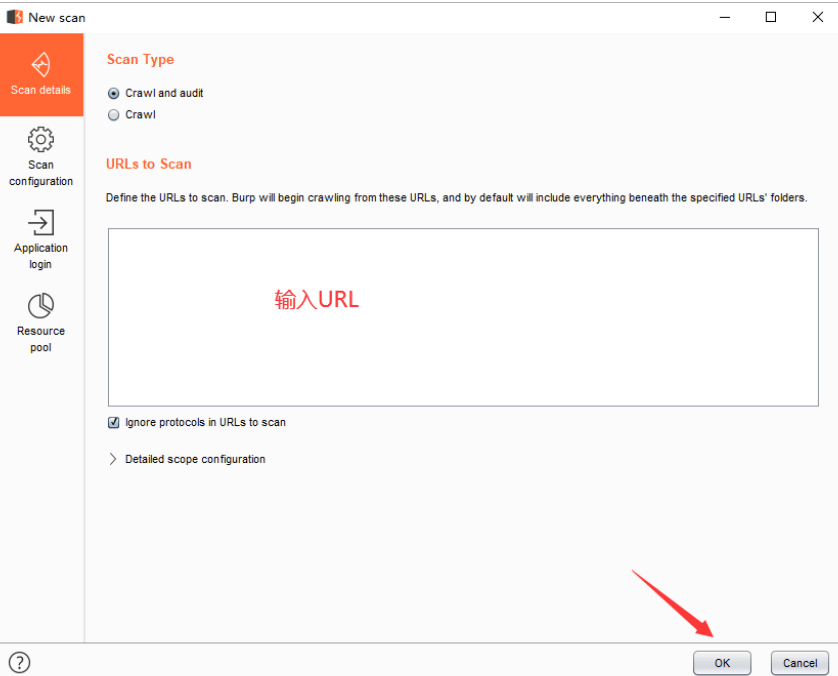 New scan
Scan details
Scan
configuration
Application
login
Resource
pool
Scan Type
Crawl and audit
Crawl
URLs to Scan
Define the URLs to scan. Burp will begin crawling from these URLs, and by default will include everything beneath the specified URLs' folders.
输入URL
Ignore protocols in URLs to scan
Detailed scope configuration
?
OK
Cancel